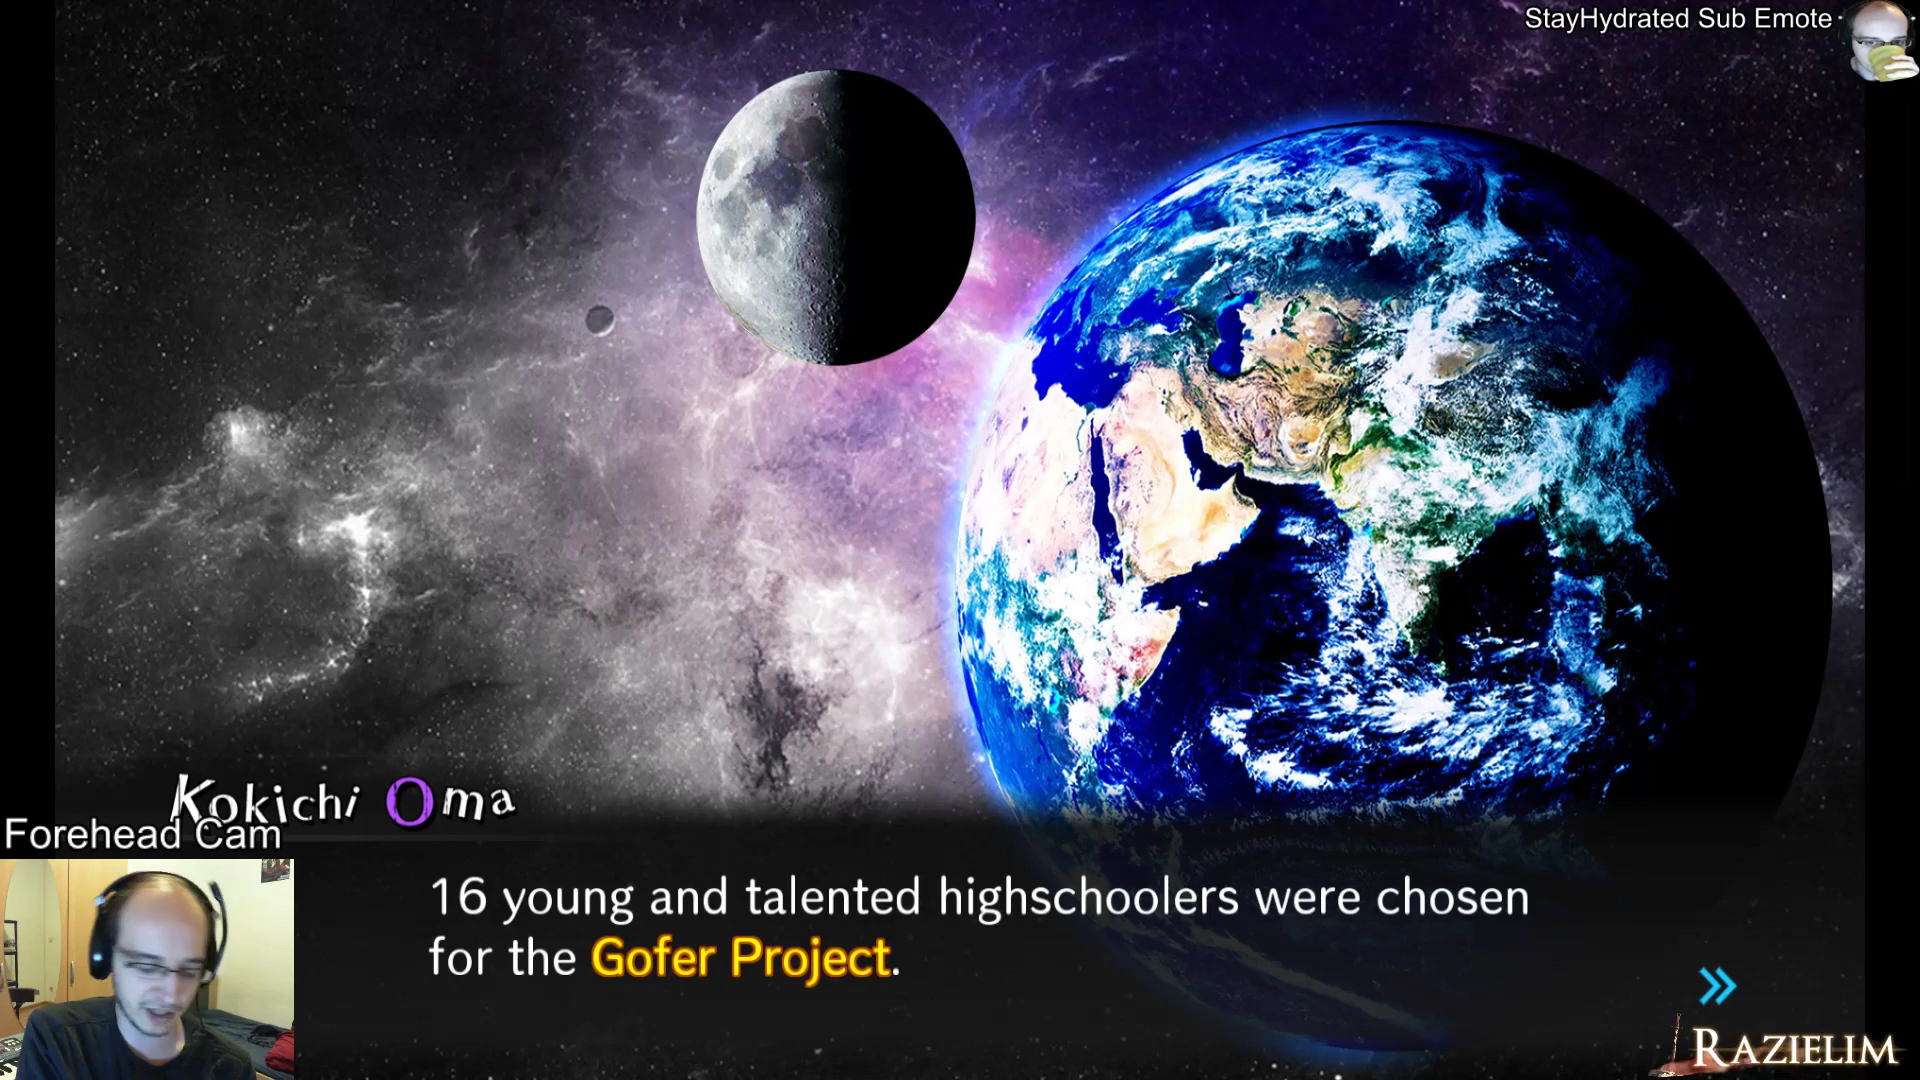 StayHydrated Sub Emote
Kokichi Oma
Forehead Cam
16 young and talented highschoolers were chosen
for the Gofer Project.
RAZIELIM